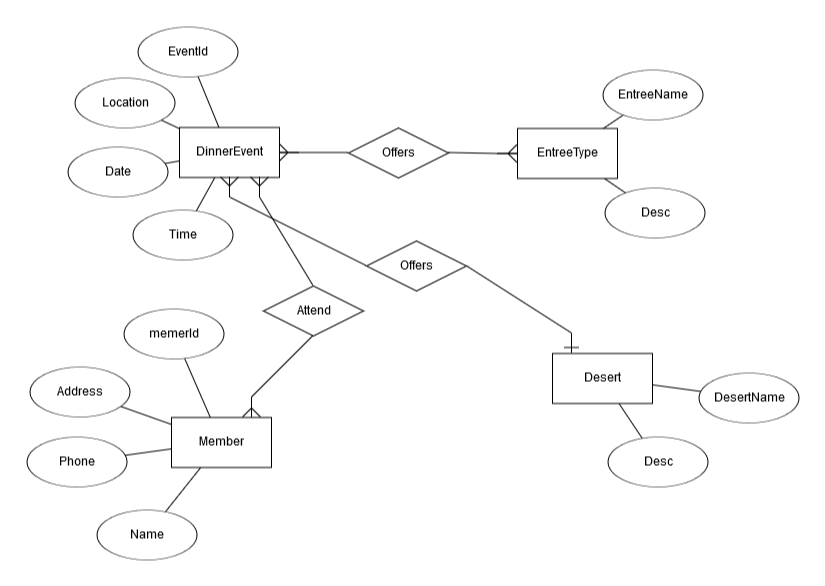 EventId
EntreeName
Location
DinnerEvent
Offers
EntreeType
Date
Desc
Time
Offers
Attend
memerId
Desert
Address
DesertName
Member
Phone
Desc
Name